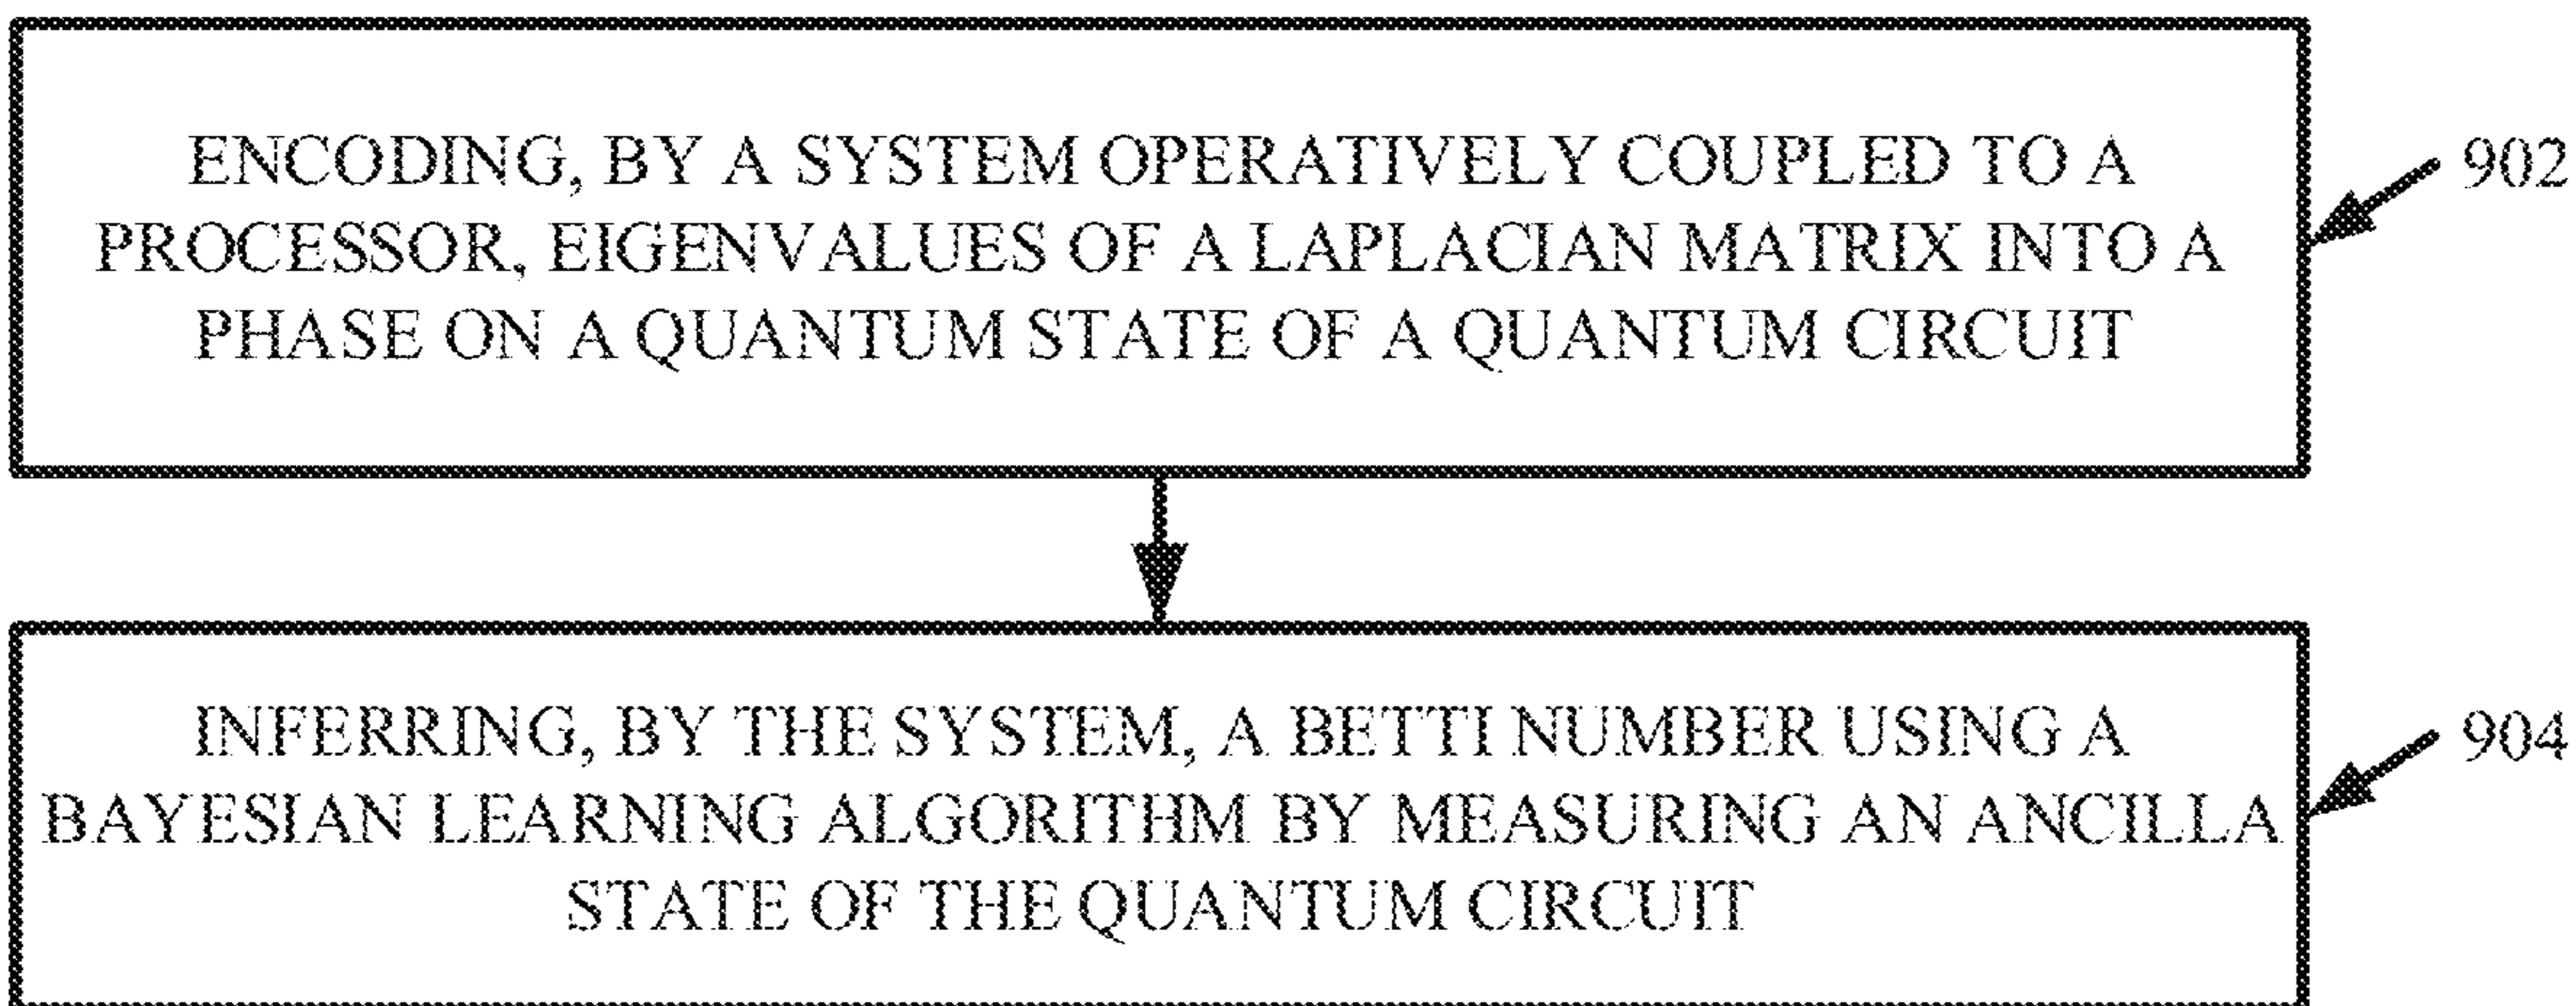 ENCODING, BY A SYSTEM OPERATIVELY COUPLED TO A
PROCESSOR, EIGENVALUES OF A LAPLACIAN MATRIX INTO A
PHASE ON A QUANTUM STATE OF A QUANTUM CIRCUIT
902
INFERRING, BY THE SYSTEM, A BETTI NUMBER USING A
BAYESIAN LEARNING ALGORITHM BY MEASURING AN ANCILLA
STATE OF THE QUANTUM CIRCUIT
904